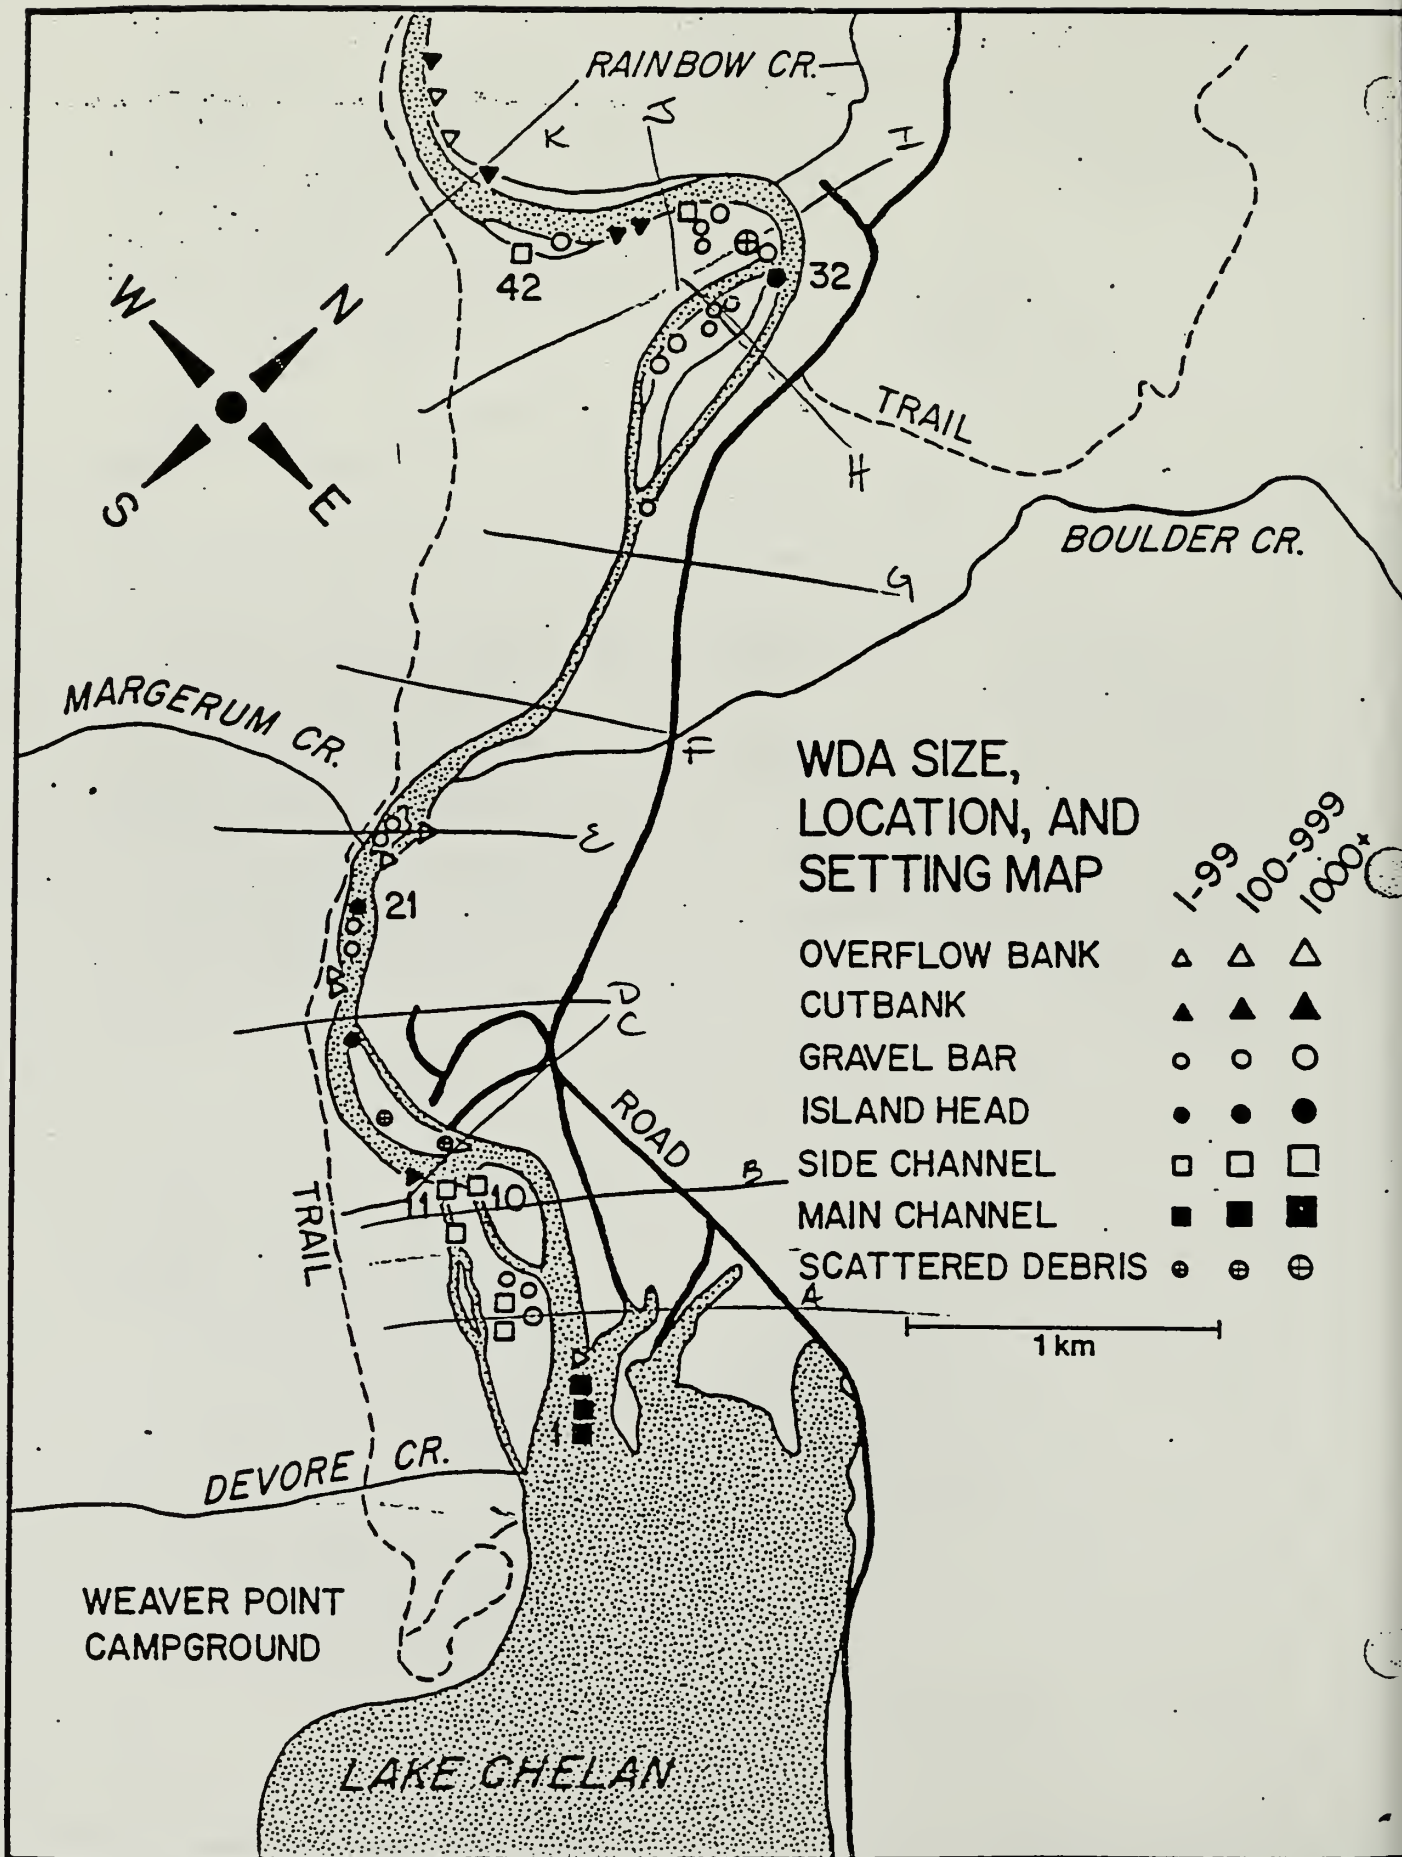 RAINBOW CR.
J
K
I
42
32
W
N
S
E
TRAIL
H
BOULDER CR.
G
MARGERUM CR.
F
E
21
WDA SIZE,
LOCATION, AND
SETTING MAP
1-99
100-999
1000+
OVERFLOW BANK
CUTBANK
GRAVEL BAR
ISLAND HEAD
SIDE CHANNEL
MAIN CHANNEL
SCATTERED DEBRIS
D
C
ROAD
B
11
10
TRAIL
A
1 km
1
DEVORE CR.
WEAVER POINT
CAMPGROUND
LAKE CHELAN